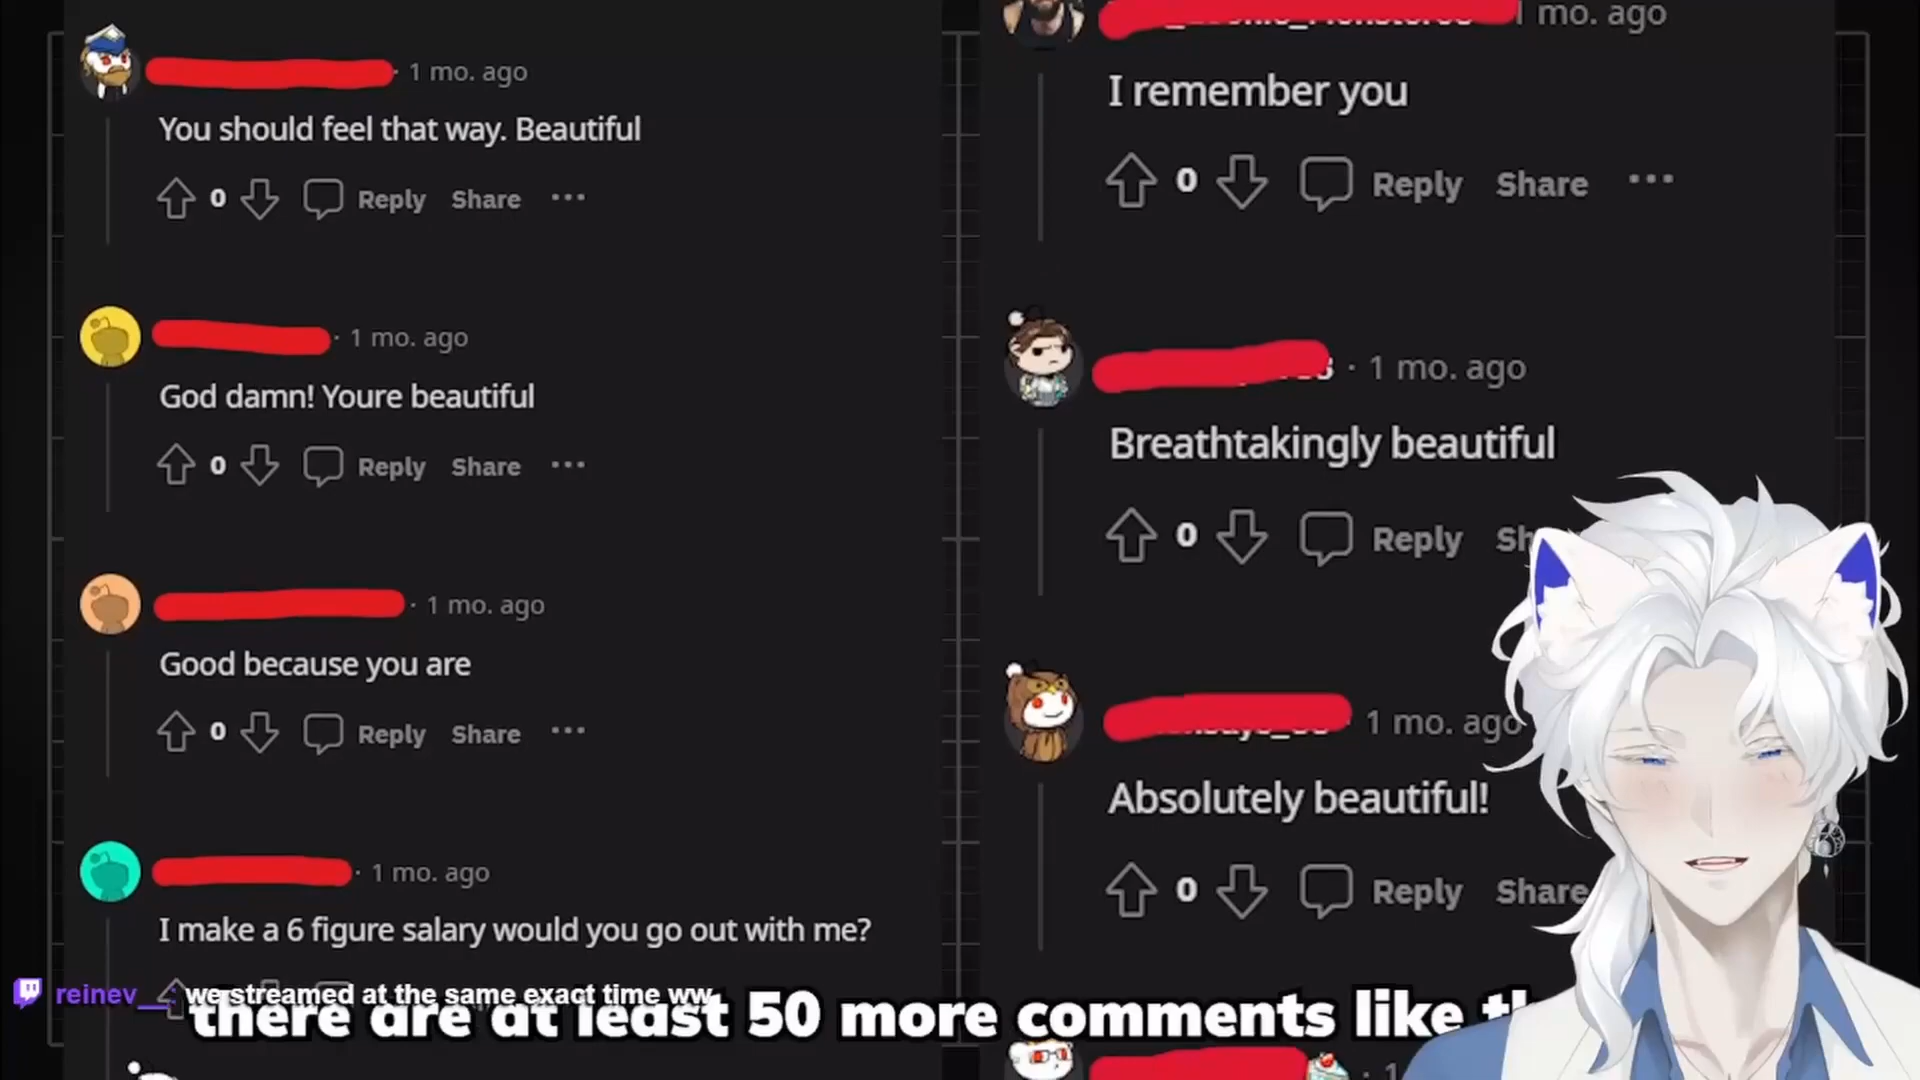 1 mo. ago
You should feel that way. Beautiful
0 Reply Share
1 mo. ago
God damn! Youre beautiful
0 Reply Share
1 mo. ago
Good because you are
0 Reply Share
1 mo. ago
I make a 6 figure salary would you go out with me?
1 mo. ago
I remember you
0 Reply Share
1 mo. ago
Breathtakingly beautiful
0 Reply
1 mo. ago
Absolutely beautiful!
0 Reply Share
reinev__: we streamed at the same exact time ww
there are at least 50 more comments like